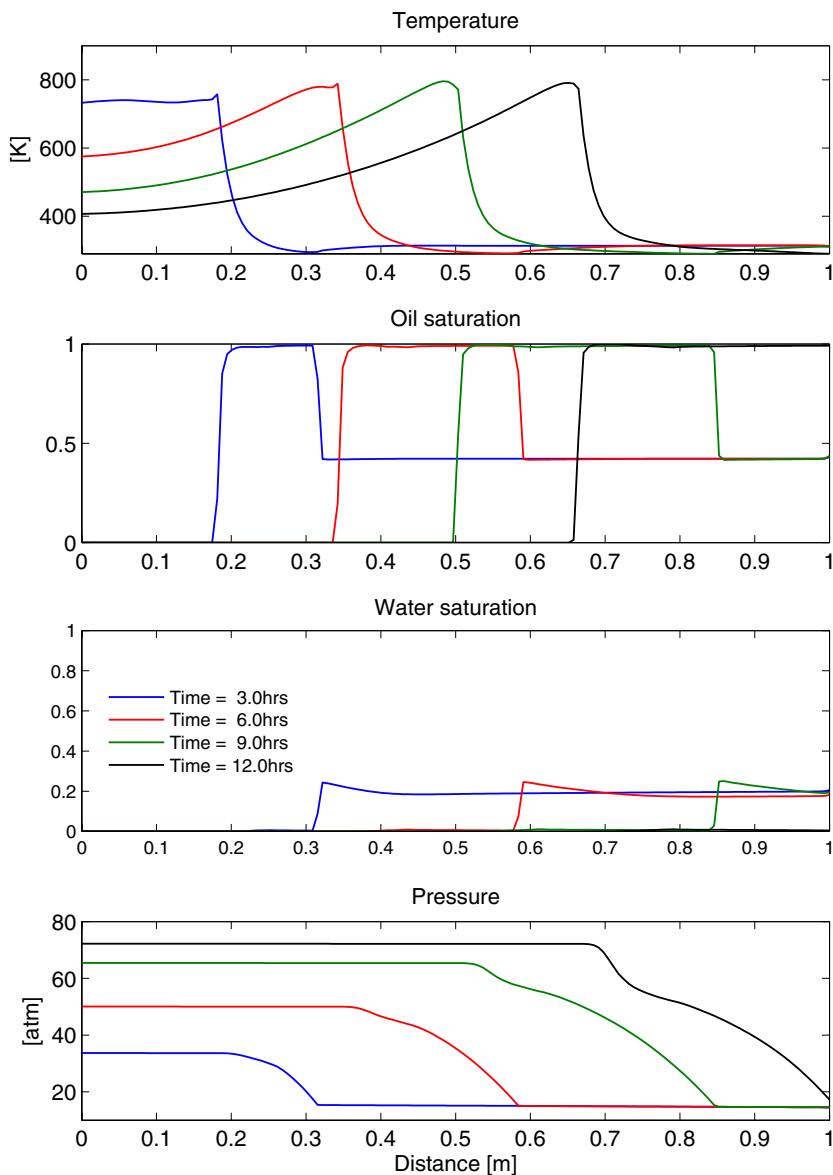 Temperature
800
600
400
[K]
0 0.1 0.2 0.3 0.4 0.5 0.6 0.7 0.8 0.9 1
Oil saturation
1
0.5
0
0 0.1 0.2 0.3 0.4 0.5 0.6 0.7 0.8 0.9 1
Water saturation
1
0.8
0.6
0.4
0.2
0
Time = 3.0hrs
Time = 6.0hrs
Time = 9.0hrs
Time = 12.0hrs
0 0.1 0.2 0.3 0.4 0.5 0.6 0.7 0.8 0.9 1
Pressure
80
60
40
20
[atm]
0 0.1 0.2 0.3 0.4 0.5 0.6 0.7 0.8 0.9 1
Distance [m]